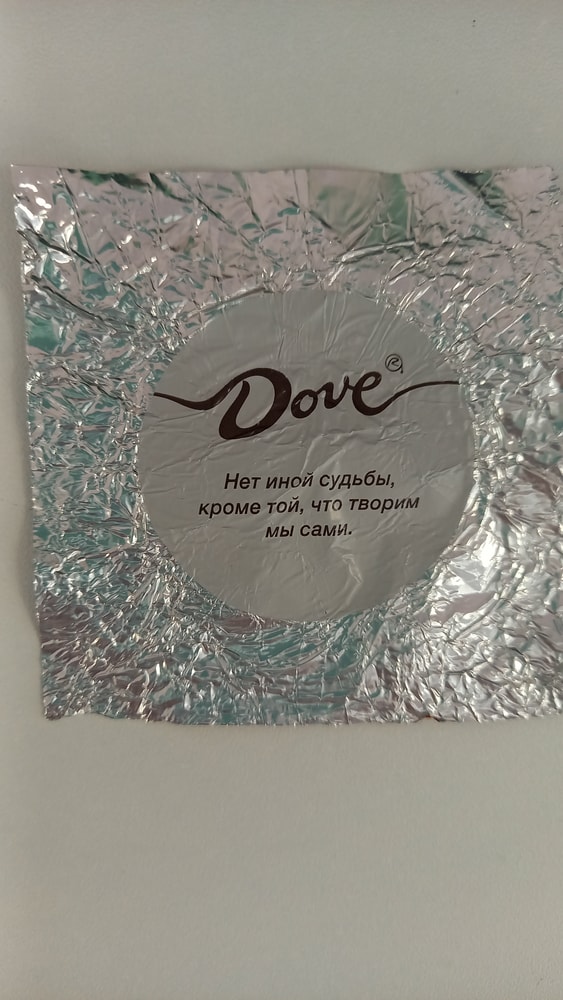 Dove®
Нет иной судьбы,
кроме той, что творим
мы сами.